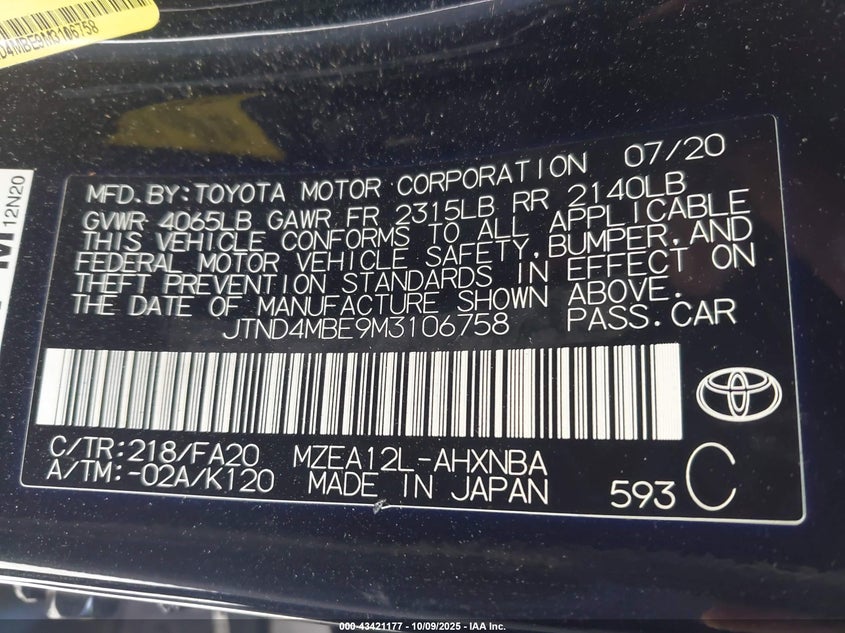 D4MBE9M3106758
12N20
MFD.BY:TOYOTA MOTOR CORPORATION 07/20
GVWR 4065LB GAWR FR 2315LB RR 2140LB
THIS VEHICLE CONFORMS TO ALL APPLICABLE
FEDERAL MOTOR VEHICLE SAFETY,BUMPER,AND
THEFT PREVENTION STANDARDS IN EFFECT ON
THE DATE OF MANUFACTURE SHOWN ABOVE.
JTND4MBE9M3106758 PASS.CAR
C/TR:218/FA20 MZEA12L-AHXNBA
A/TM:-02A/K120 MADE IN JAPAN 593 C
000-43421177 - 10/09/2025 - IAA Inc.